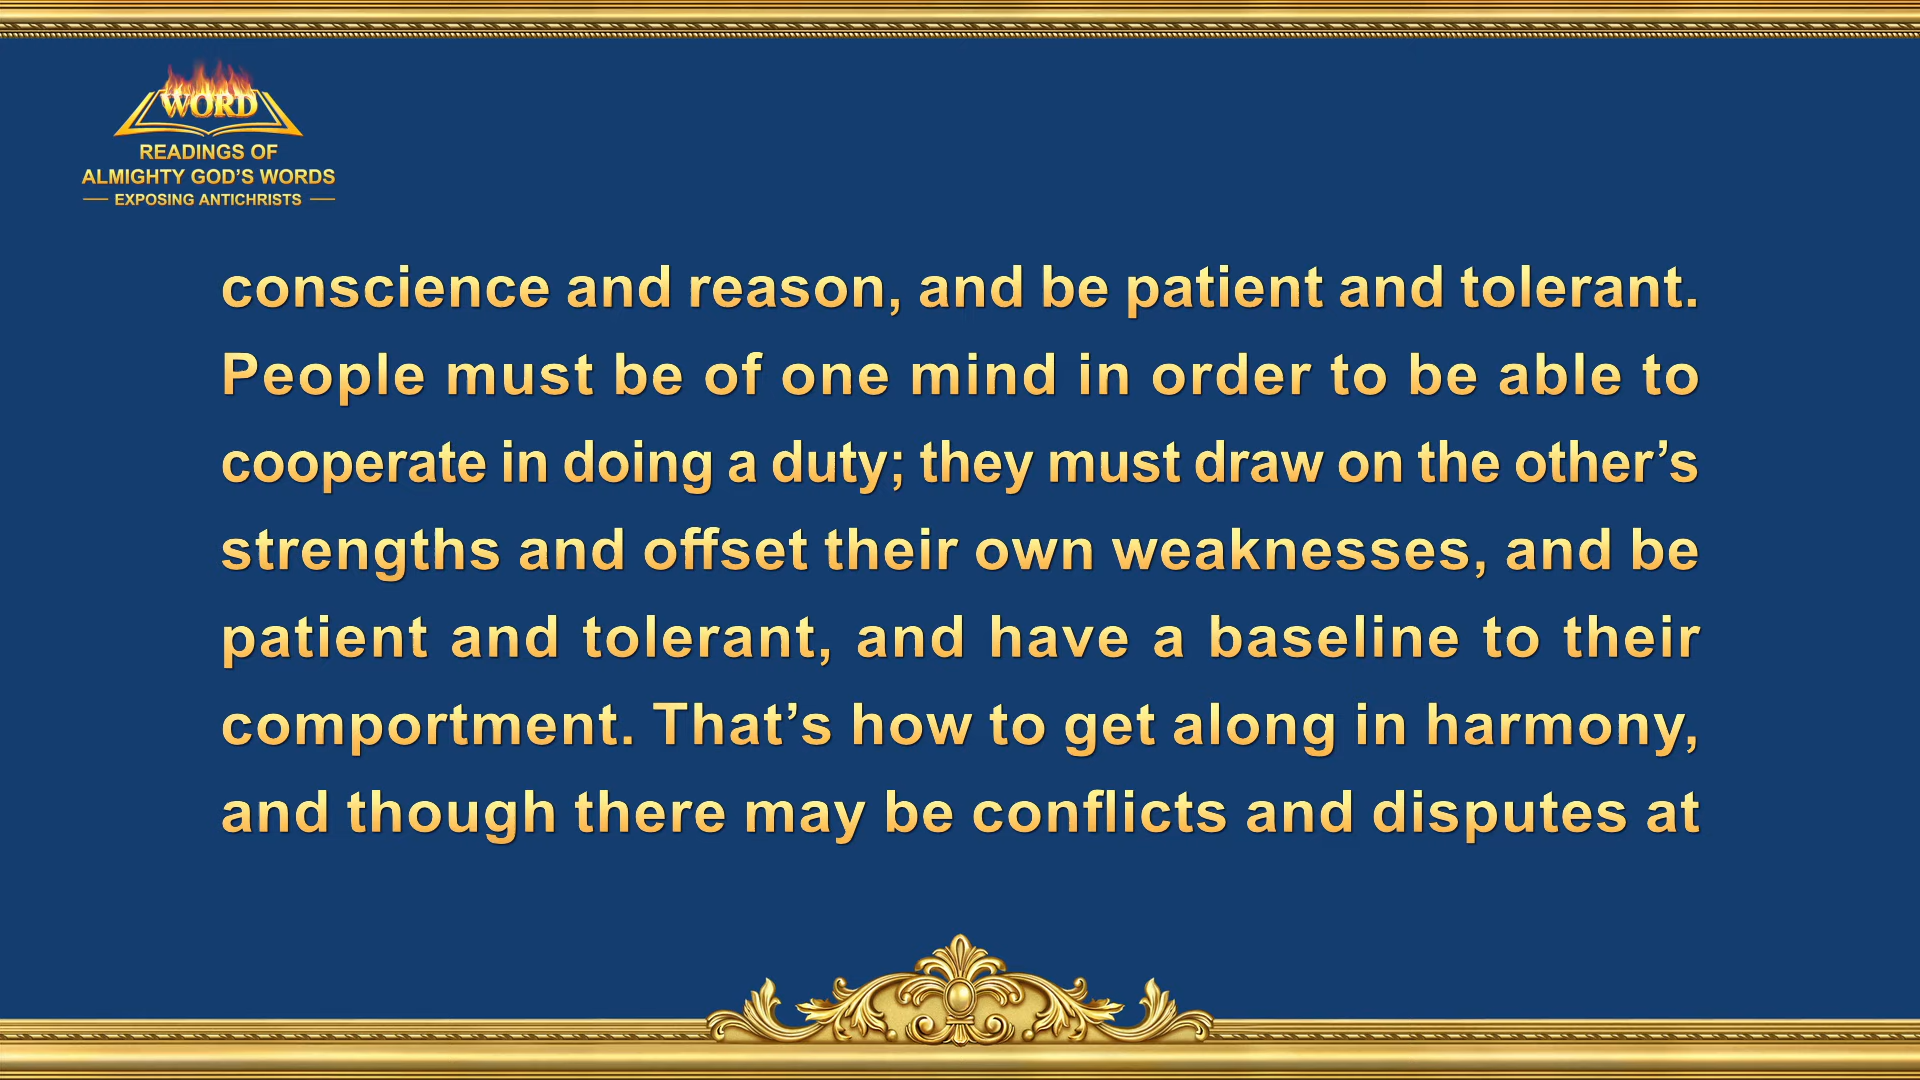 WORD
READINGS OF
ALMIGHTY GOD’S WORDS
EXPOSING ANTICHRISTS
conscience and reason, and be patient and tolerant.
People must be of one mind in order to be able to
cooperate in doing a duty; they must draw on the other’s
strengths and offset their own weaknesses, and be
patient and tolerant, and have a baseline to their
comportment. That’s how to get along in harmony,
and though there may be conflicts and disputes at